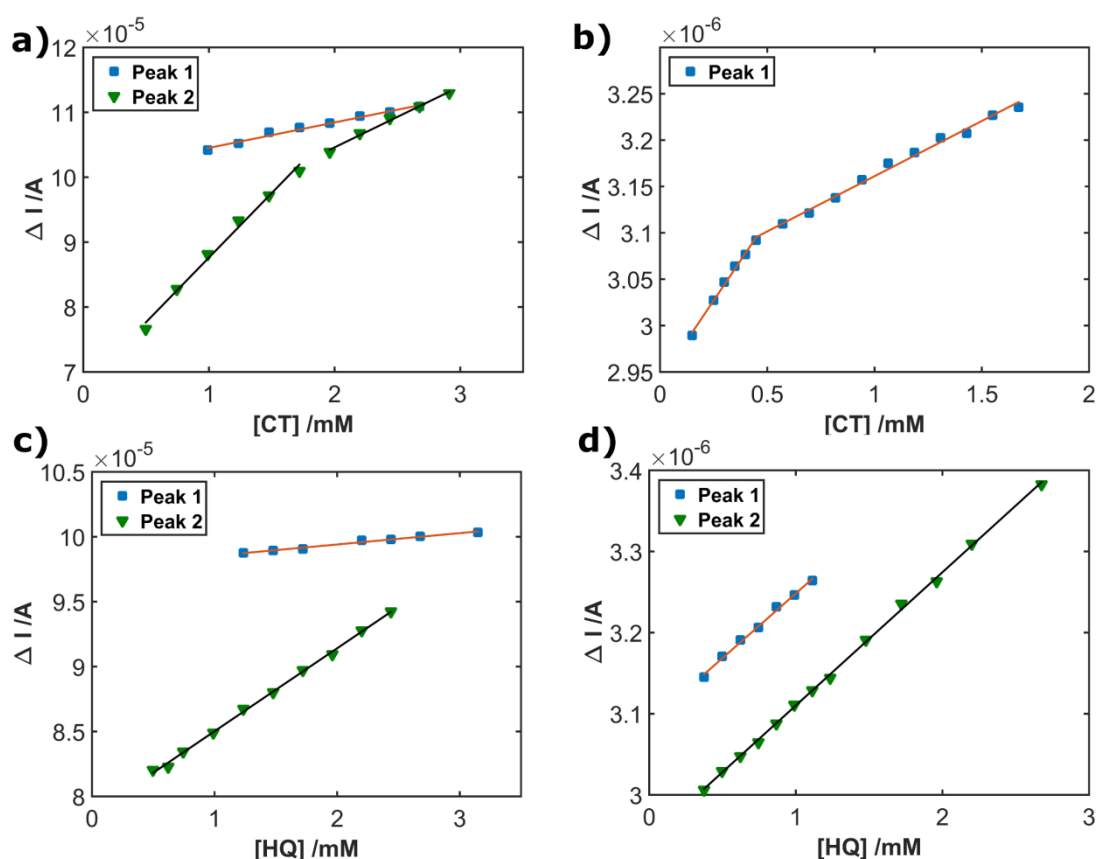 a)
×10⁻⁵
12
11
10
9
8
7
Δ I /A
Peak 1
Peak 2
0 1 2 3
[CT] /mM
b)
×10⁻⁶
3.25
3.2
3.15
3.1
3.05
3
2.95
Δ I /A
Peak 1
0 0.5 1 1.5 2
[CT] /mM
c)
×10⁻⁵
10.5
10
9.5
9
8.5
8
Δ I /A
Peak 1
Peak 2
0 1 2 3
[HQ] /mM
d)
×10⁻⁶
3.4
3.3
3.2
3.1
3
Δ I /A
Peak 1
Peak 2
0 1 2 3
[HQ] /mM